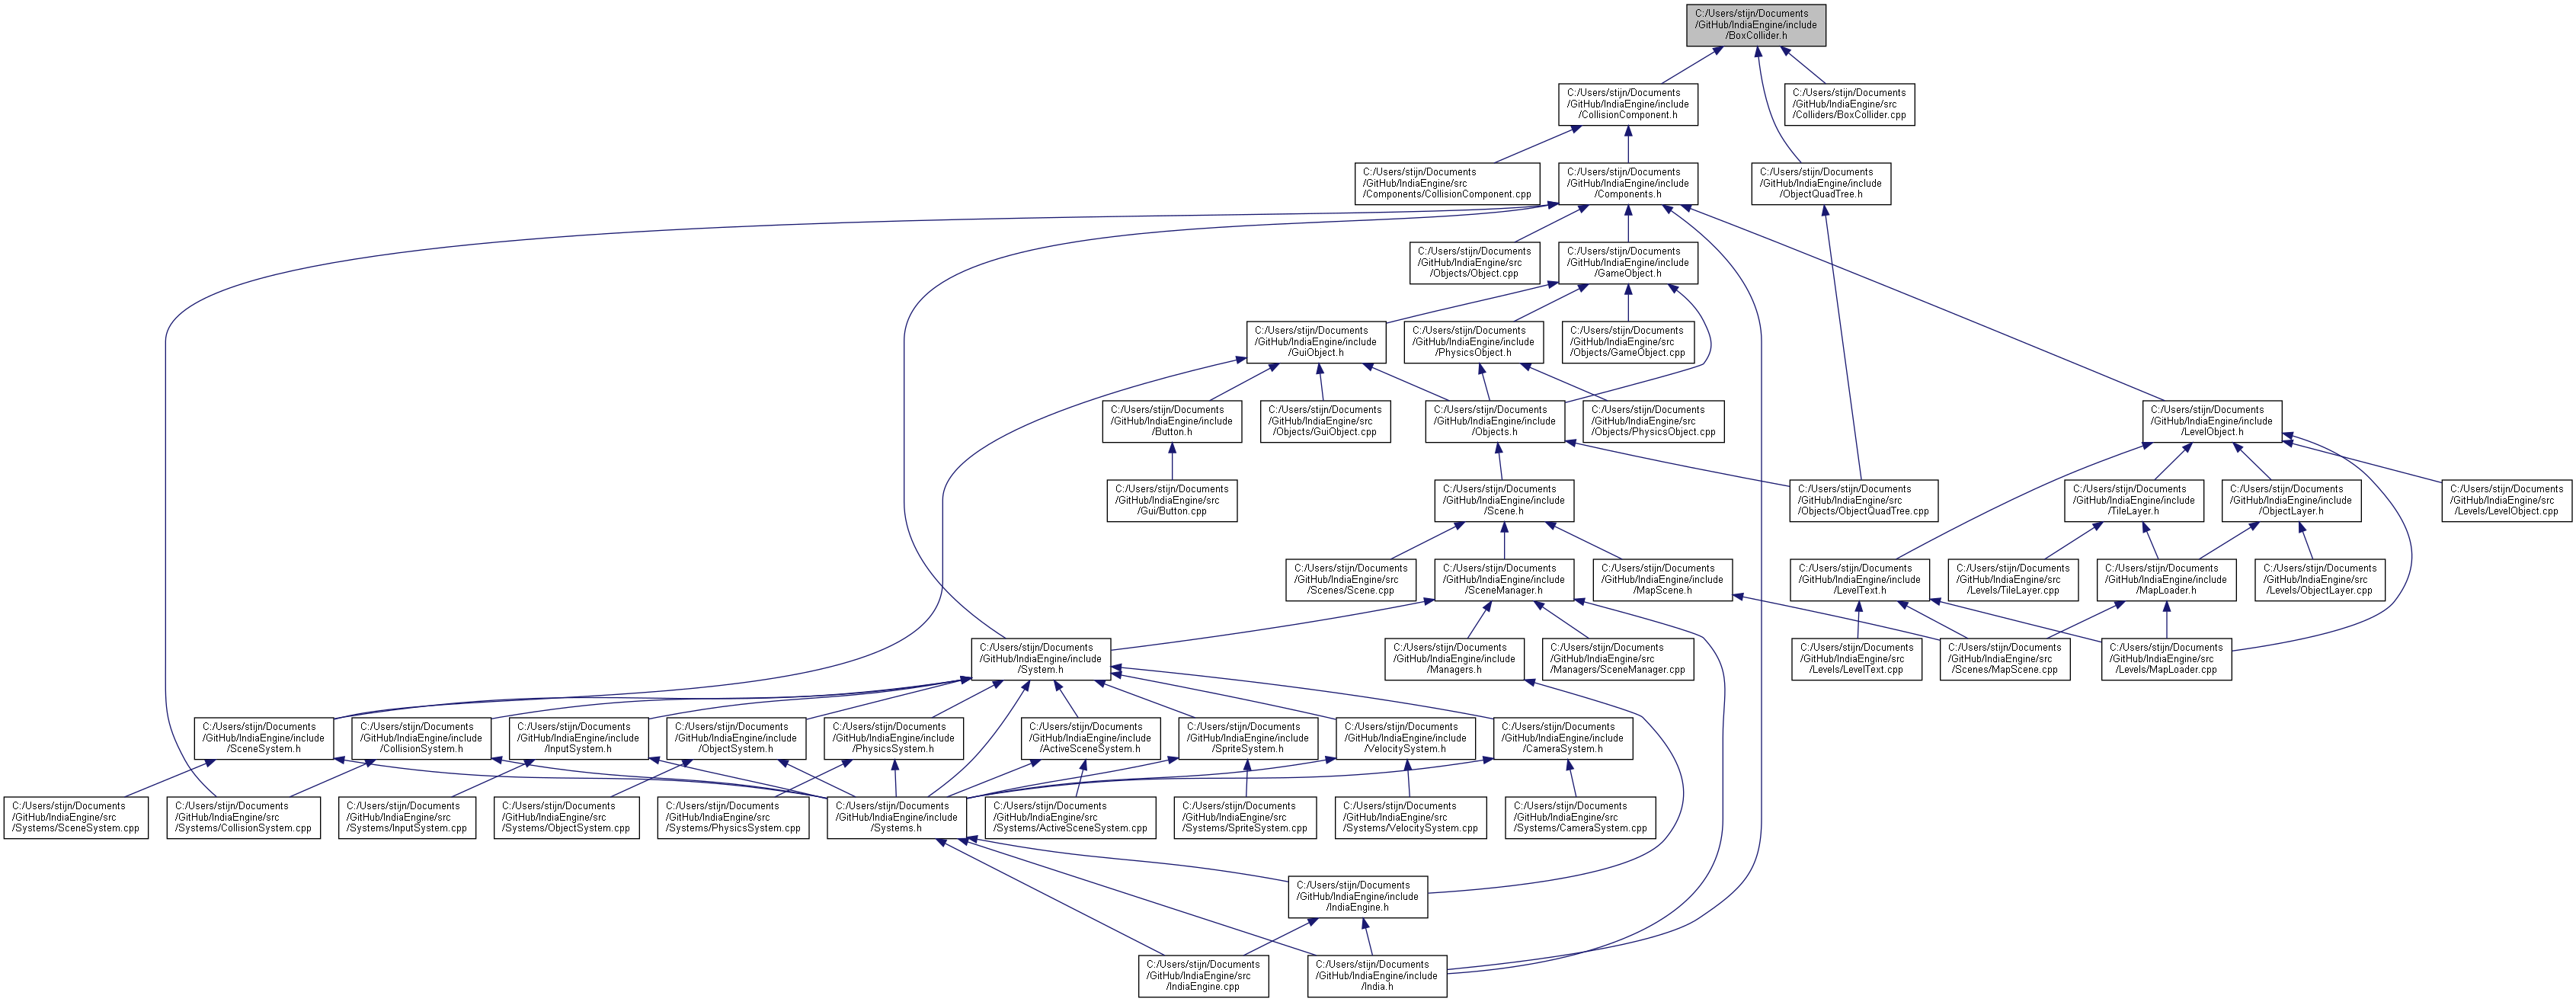 C:/Users/stijn/Documents
/GitHub/IndiaEngine/include
/BoxCollider.h
C:/Users/stijn/Documents
/GitHub/IndiaEngine/include
/CollisionComponent.h
C:/Users/stijn/Documents
/GitHub/IndiaEngine/src
/Colliders/BoxCollider.cpp
C:/Users/stijn/Documents
/GitHub/IndiaEngine/src
/Components/CollisionComponent.cpp
C:/Users/stijn/Documents
/GitHub/IndiaEngine/include
/Components.h
C:/Users/stijn/Documents
/GitHub/IndiaEngine/include
/ObjectQuadTree.h
C:/Users/stijn/Documents
/GitHub/IndiaEngine/src
/Objects/Object.cpp
C:/Users/stijn/Documents
/GitHub/IndiaEngine/include
/GameObject.h
C:/Users/stijn/Documents
/GitHub/IndiaEngine/include
/GuiObject.h
C:/Users/stijn/Documents
/GitHub/IndiaEngine/include
/PhysicsObject.h
C:/Users/stijn/Documents
/GitHub/IndiaEngine/src
/Objects/GameObject.cpp
C:/Users/stijn/Documents
/GitHub/IndiaEngine/include
/Button.h
C:/Users/stijn/Documents
/GitHub/IndiaEngine/src
/Objects/GuiObject.cpp
C:/Users/stijn/Documents
/GitHub/IndiaEngine/include
/Objects.h
C:/Users/stijn/Documents
/GitHub/IndiaEngine/src
/Objects/PhysicsObject.cpp
C:/Users/stijn/Documents
/GitHub/IndiaEngine/include
/LevelObject.h
C:/Users/stijn/Documents
/GitHub/IndiaEngine/src
/Gui/Button.cpp
C:/Users/stijn/Documents
/GitHub/IndiaEngine/include
/Scene.h
C:/Users/stijn/Documents
/GitHub/IndiaEngine/src
/Objects/ObjectQuadTree.cpp
C:/Users/stijn/Documents
/GitHub/IndiaEngine/include
/TileLayer.h
C:/Users/stijn/Documents
/GitHub/IndiaEngine/include
/ObjectLayer.h
C:/Users/stijn/Documents
/GitHub/IndiaEngine/src
/Levels/LevelObject.cpp
C:/Users/stijn/Documents
/GitHub/IndiaEngine/src
/Scenes/Scene.cpp
C:/Users/stijn/Documents
/GitHub/IndiaEngine/include
/SceneManager.h
C:/Users/stijn/Documents
/GitHub/IndiaEngine/include
/MapScene.h
C:/Users/stijn/Documents
/GitHub/IndiaEngine/include
/LevelText.h
C:/Users/stijn/Documents
/GitHub/IndiaEngine/src
/Levels/TileLayer.cpp
C:/Users/stijn/Documents
/GitHub/IndiaEngine/include
/MapLoader.h
C:/Users/stijn/Documents
/GitHub/IndiaEngine/src
/Levels/ObjectLayer.cpp
C:/Users/stijn/Documents
/GitHub/IndiaEngine/include
/System.h
C:/Users/stijn/Documents
/GitHub/IndiaEngine/include
/Managers.h
C:/Users/stijn/Documents
/GitHub/IndiaEngine/src
/Managers/SceneManager.cpp
C:/Users/stijn/Documents
/GitHub/IndiaEngine/src
/Levels/LevelText.cpp
C:/Users/stijn/Documents
/GitHub/IndiaEngine/src
/Scenes/MapScene.cpp
C:/Users/stijn/Documents
/GitHub/IndiaEngine/src
/Levels/MapLoader.cpp
C:/Users/stijn/Documents
/GitHub/IndiaEngine/include
/SceneSystem.h
C:/Users/stijn/Documents
/GitHub/IndiaEngine/include
/CollisionSystem.h
C:/Users/stijn/Documents
/GitHub/IndiaEngine/include
/InputSystem.h
C:/Users/stijn/Documents
/GitHub/IndiaEngine/include
/ObjectSystem.h
C:/Users/stijn/Documents
/GitHub/IndiaEngine/include
/PhysicsSystem.h
C:/Users/stijn/Documents
/GitHub/IndiaEngine/include
/ActiveSceneSystem.h
C:/Users/stijn/Documents
/GitHub/IndiaEngine/include
/SpriteSystem.h
C:/Users/stijn/Documents
/GitHub/IndiaEngine/include
/VelocitySystem.h
C:/Users/stijn/Documents
/GitHub/IndiaEngine/include
/CameraSystem.h
C:/Users/stijn/Documents
/GitHub/IndiaEngine/src
/Systems/SceneSystem.cpp
C:/Users/stijn/Documents
/GitHub/IndiaEngine/src
/Systems/CollisionSystem.cpp
C:/Users/stijn/Documents
/GitHub/IndiaEngine/src
/Systems/InputSystem.cpp
C:/Users/stijn/Documents
/GitHub/IndiaEngine/src
/Systems/ObjectSystem.cpp
C:/Users/stijn/Documents
/GitHub/IndiaEngine/src
/Systems/PhysicsSystem.cpp
C:/Users/stijn/Documents
/GitHub/IndiaEngine/include
/Systems.h
C:/Users/stijn/Documents
/GitHub/IndiaEngine/src
/Systems/ActiveSceneSystem.cpp
C:/Users/stijn/Documents
/GitHub/IndiaEngine/src
/Systems/SpriteSystem.cpp
C:/Users/stijn/Documents
/GitHub/IndiaEngine/src
/Systems/VelocitySystem.cpp
C:/Users/stijn/Documents
/GitHub/IndiaEngine/src
/Systems/CameraSystem.cpp
C:/Users/stijn/Documents
/GitHub/IndiaEngine/include
/IndiaEngine.h
C:/Users/stijn/Documents
/GitHub/IndiaEngine/src
/IndiaEngine.cpp
C:/Users/stijn/Documents
/GitHub/IndiaEngine/include
/India.h